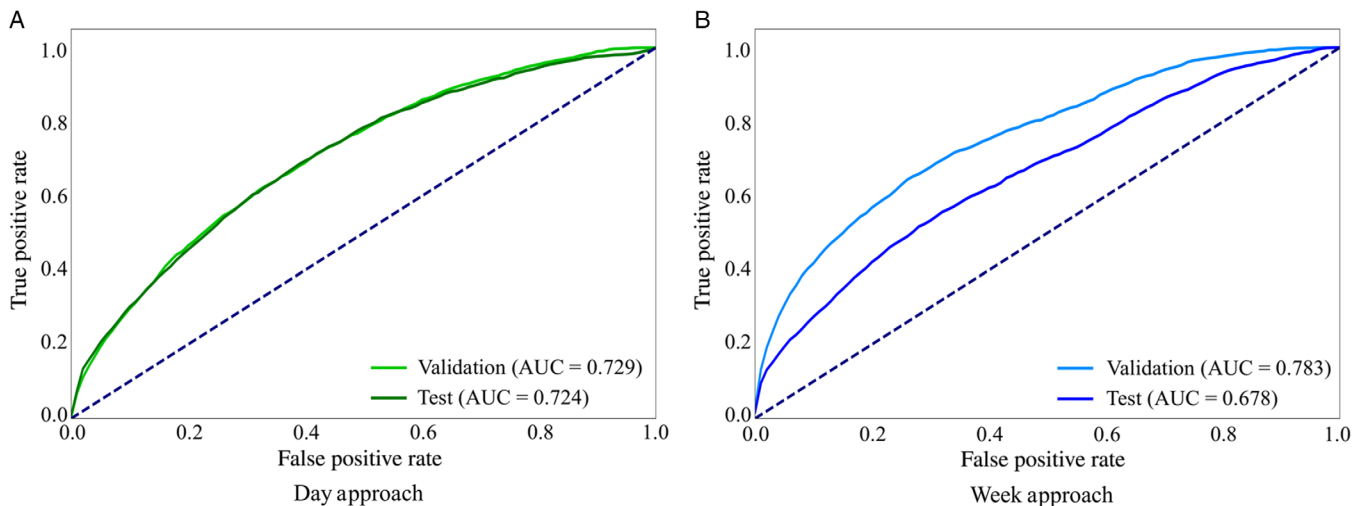 A
True positive rate
1.0
0.8
0.6
0.4
0.2
0.0
Validation (AUC = 0.729)
Test (AUC = 0.724)
0.0 0.2 0.4 0.6 0.8 1.0
False positive rate
Day approach
B
True positive rate
1.0
0.8
0.6
0.4
0.2
0.0
Validation (AUC = 0.783)
Test (AUC = 0.678)
0.0 0.2 0.4 0.6 0.8 1.0
False positive rate
Week approach